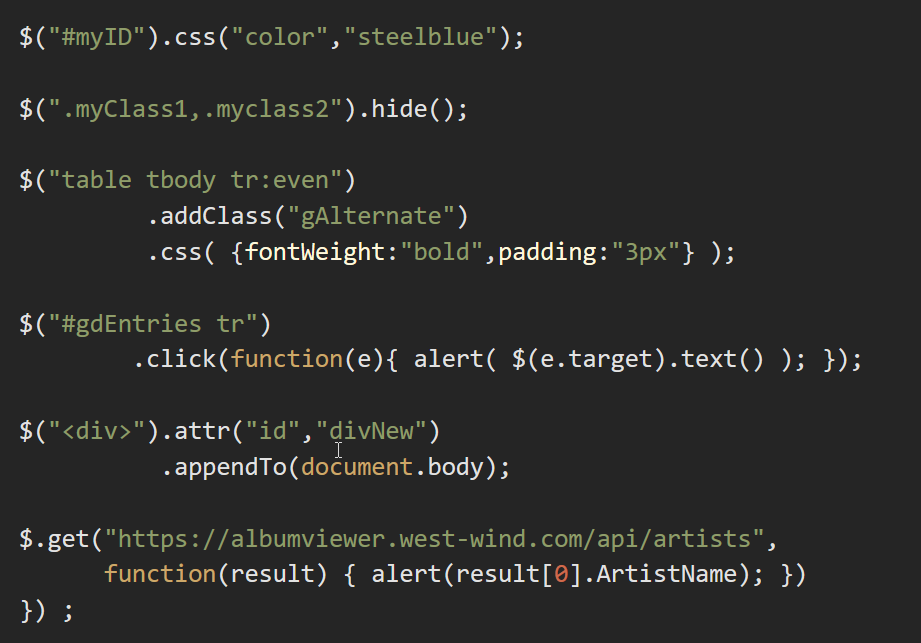 $("#myID").css("color","steelblue");
$(".myClass1,.myclass2").hide();
$("table tbody tr:even")
.addClass("gAlternate")
.css( {fontWeight:"bold",padding:"3px"} );
$("#gdEntries tr")
.click(function(e){ alert( $(e.target).text() ); });
$("<div>").attr("id","divNew")
.appendTo(document.body);
$.get("https://albumviewer.west-wind.com/api/artists",
function(result) { alert(result[0].ArtistName); })
}) ;